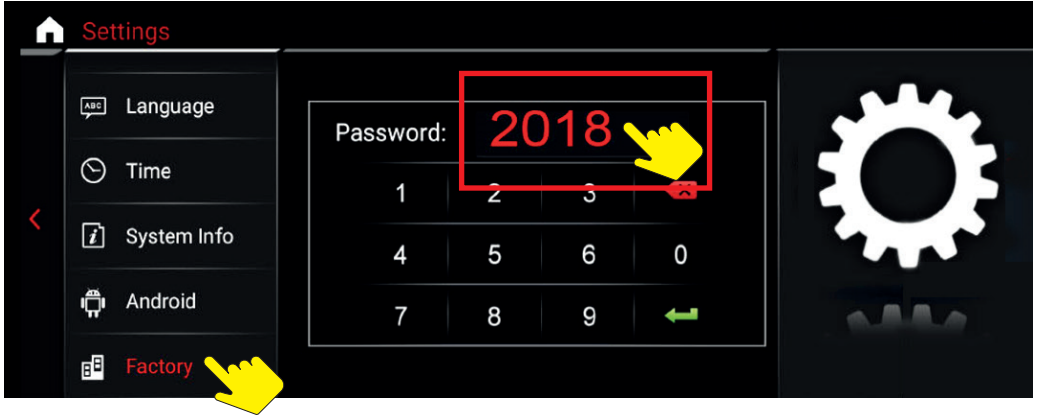 Settings
ABC
Language
Time
i
System Info
Android
Factory
Password: 2018
1 2 3
4 5 6 0
7 8 9